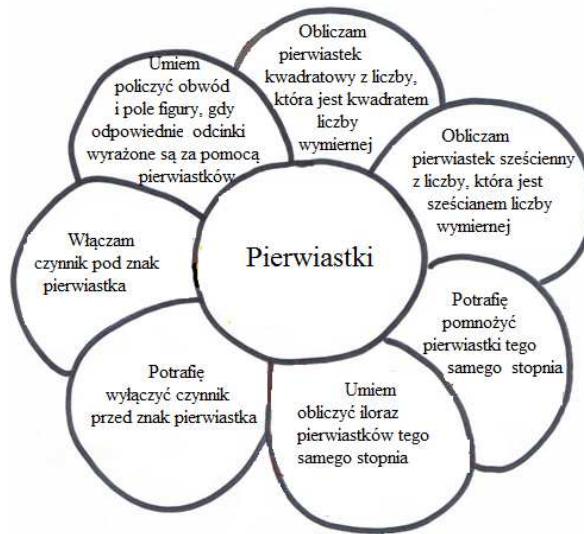 Pierwiastki
Obliczam
pierwiastek
kwadratowy z liczby,
która jest kwadratem
liczby
wymiernej
Obliczam
pierwiastek sześcienny
z liczby, która jest
sześcianem liczby
wymiernej
Potrafię
pomnożyć
pierwiastki tego
samego stopnia
Umiem
obliczyć iloraz
pierwiastków tego
samego stopnia
Potrafię
wyłączyć czynnik
przed znak pierwiastka
Włączam
czynnik pod znak
pierwiastka
Umiem
policzyć obwód
i pole figury, gdy
odpowiednie odcinki
wyrażone są za pomocą
pierwiastków